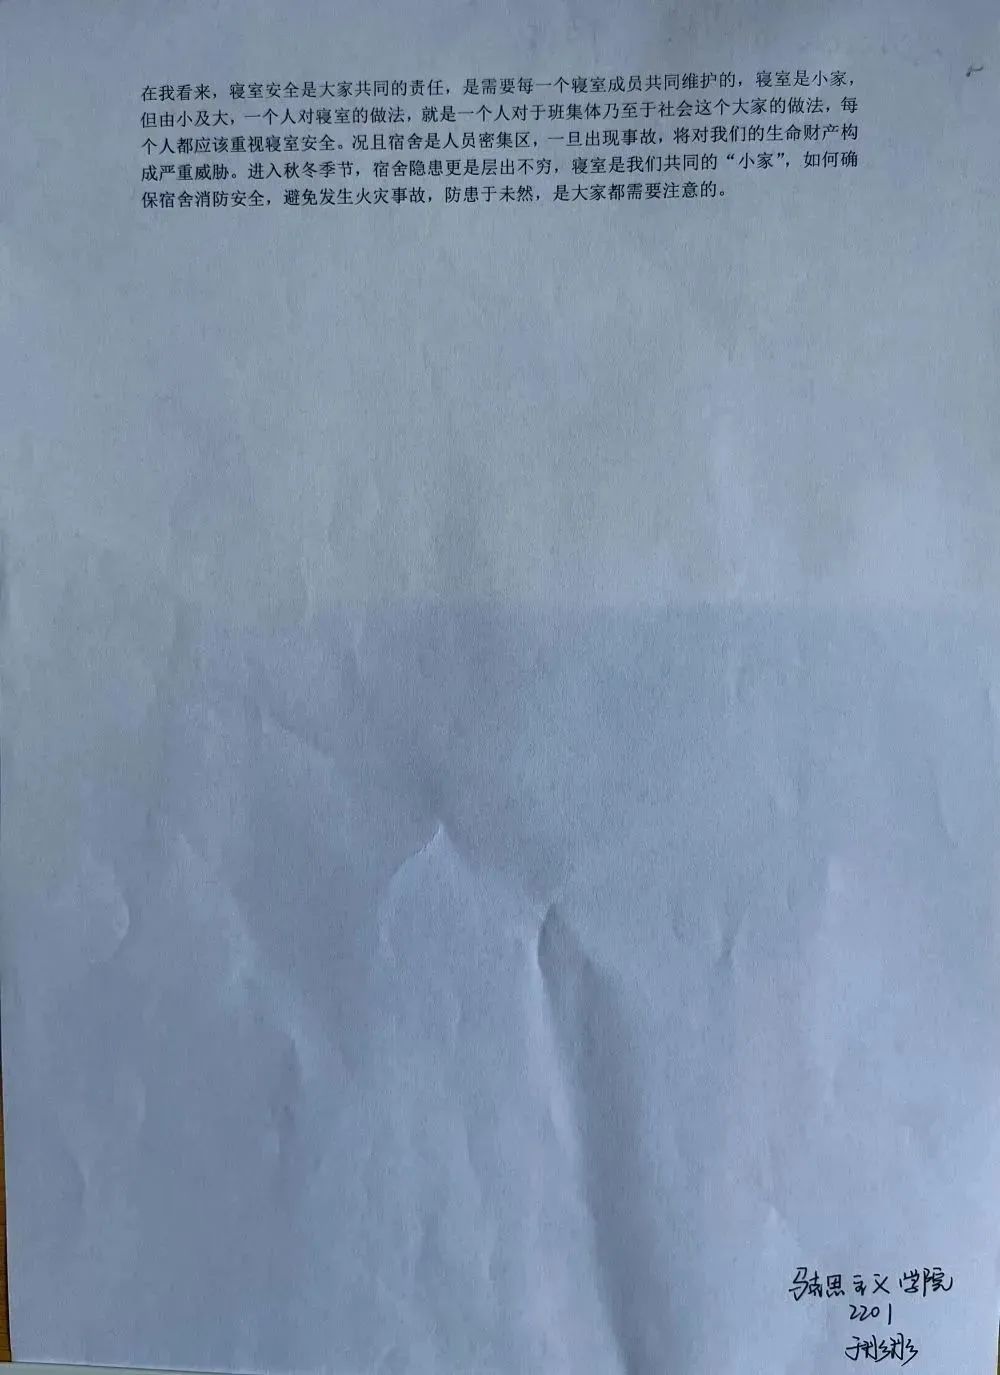 在我看来，寝室安全是大家共同的责任，是需要每一个寝室成员共同维护的，寝室是小家，
但由小及大，一个人对寝室的做法，就是一个人对于班集体乃至于社会这个大家的做法，每
个人都应该重视寝室安全。况且宿舍是人员密集区，一旦出现事故，将对我们的生命财产构
成严重威胁。进入秋冬季节，宿舍隐患更是层出不穷，寝室是我们共同的“小家”，如何确
保宿舍消防安全，避免发生火灾事故，防患于未然，是大家都需要注意的。
马克思主义学院
2201
于彤彤